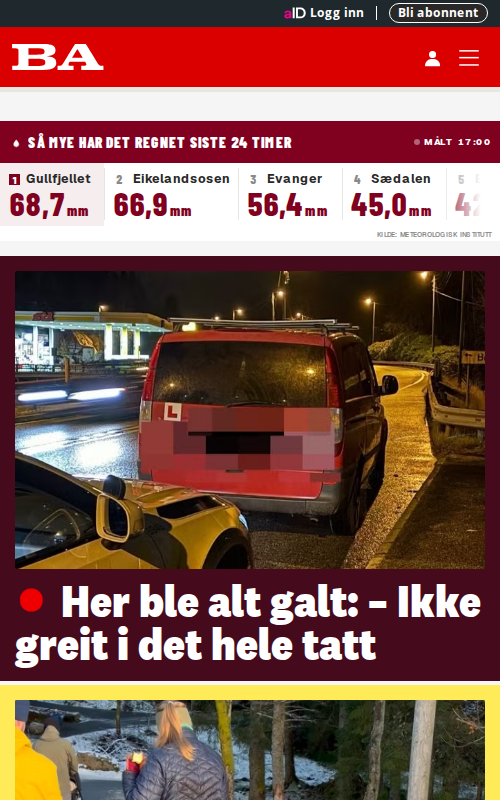 aID Logg inn
Bli abonnent
BA
SÅ MYE HAR DET REGNET SISTE 24 TIMER
MÅLT 17:00
1 Gullfjellet
68,7 mm
2 Eikelandsosen
66,9 mm
3 Evanger
56,4 mm
4 Sædalen
45,0 mm
5
KILDE: METEOROLOGISK INSTITUTT
L
Her ble alt galt: – Ikke
greit i det hele tatt